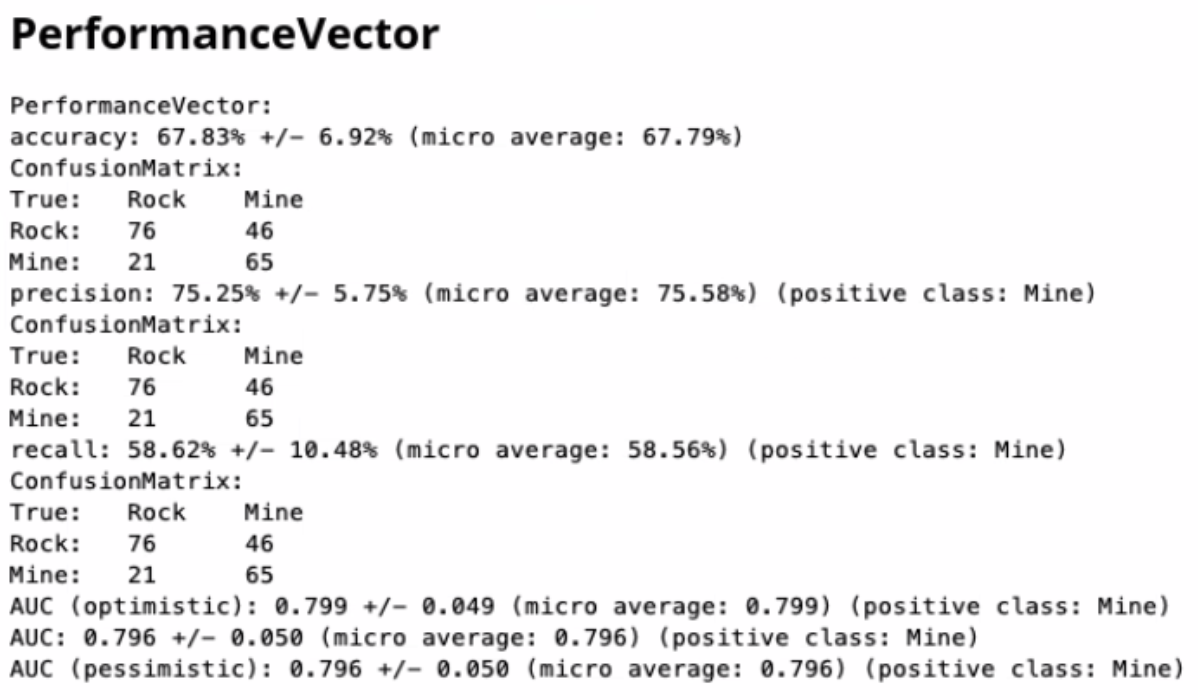 PerformanceVector
PerformanceVector:
accuracy: 67.83% +/- 6.92% (micro average: 67.79%)
ConfusionMatrix:
True:   Rock    Mine
Rock:   76      46
Mine:   21      65
precision: 75.25% +/- 5.75% (micro average: 75.58%) (positive class: Mine)
ConfusionMatrix:
True:   Rock    Mine
Rock:   76      46
Mine:   21      65
recall: 58.62% +/- 10.48% (micro average: 58.56%) (positive class: Mine)
ConfusionMatrix:
True:   Rock    Mine
Rock:   76      46
Mine:   21      65
AUC (optimistic): 0.799 +/- 0.049 (micro average: 0.799) (positive class: Mine)
AUC: 0.796 +/- 0.050 (micro average: 0.796) (positive class: Mine)
AUC (pessimistic): 0.796 +/- 0.050 (micro average: 0.796) (positive class: Mine)